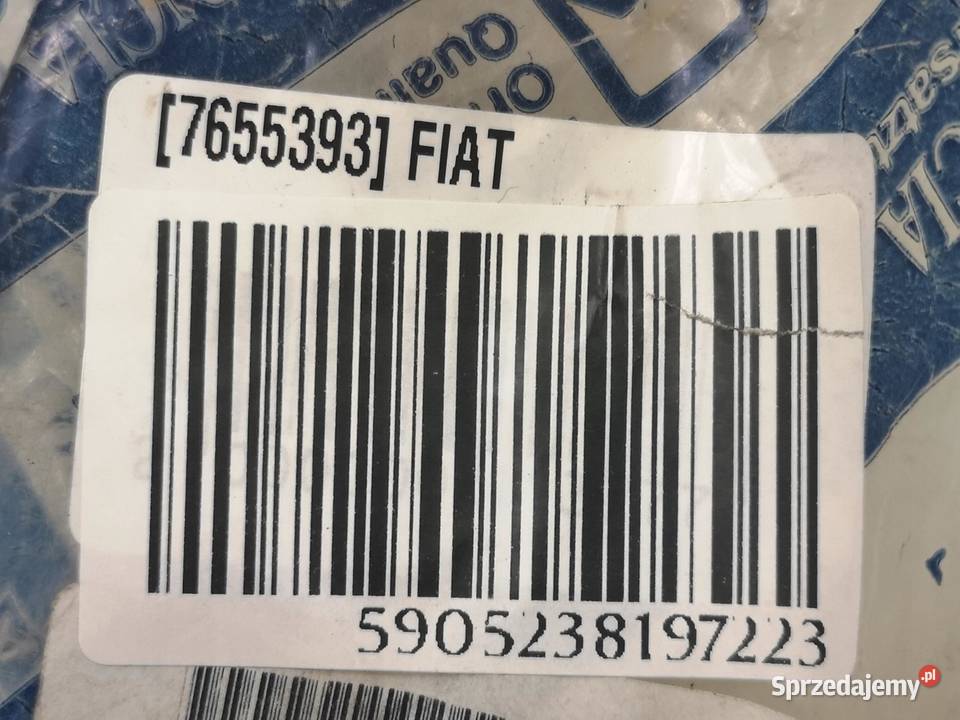 [7655393] FIAT
5905238197223
Sprzedajemy.pl